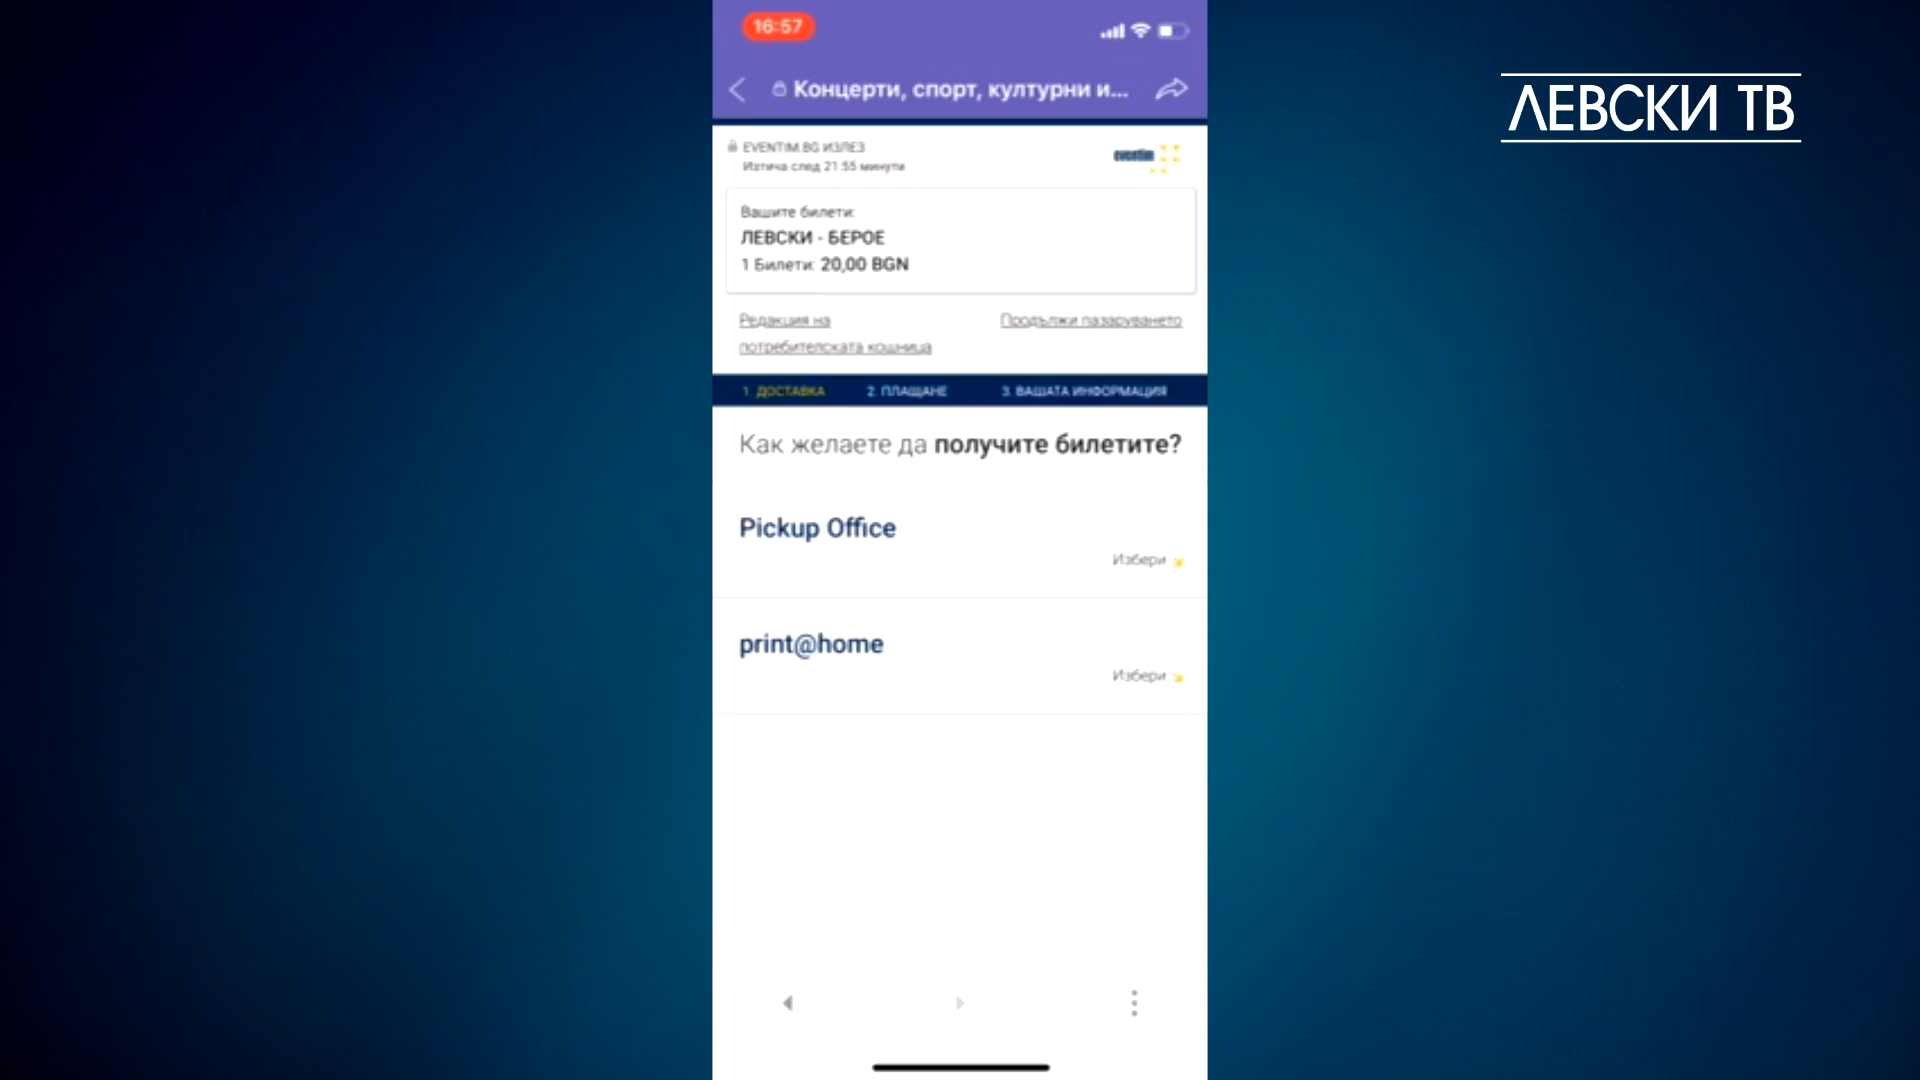 16:57
Концерти, спорт, културни и...
ЛЕВСКИ ТВ
EVENTIM.BG ИЗЛЕЗ
Изтича след 21:55 минути
eventim
Вашите билети:
ЛЕВСКИ - БЕРОЕ
1 Билети: 20,00 BGN
Редакция на
потребителската кошница
Продължи пазаруването
1. ДОСТАВКА 2. ПЛАЩАНЕ 3. ВАШАТА ИНФОРМАЦИЯ
Как желаете да получите билетите?
Pickup Office
Избери
print@home
Избери